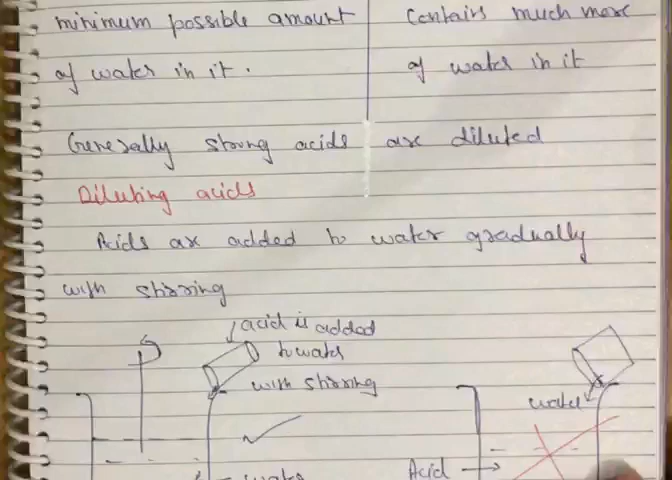 minimum possible amount
of water in it.
Contains much more
of water in it
Generally strong acids are diluted
Diluting acids
Acids are added to water gradually
with stirring
acid is added
to water
with stirring
water
water
Acid